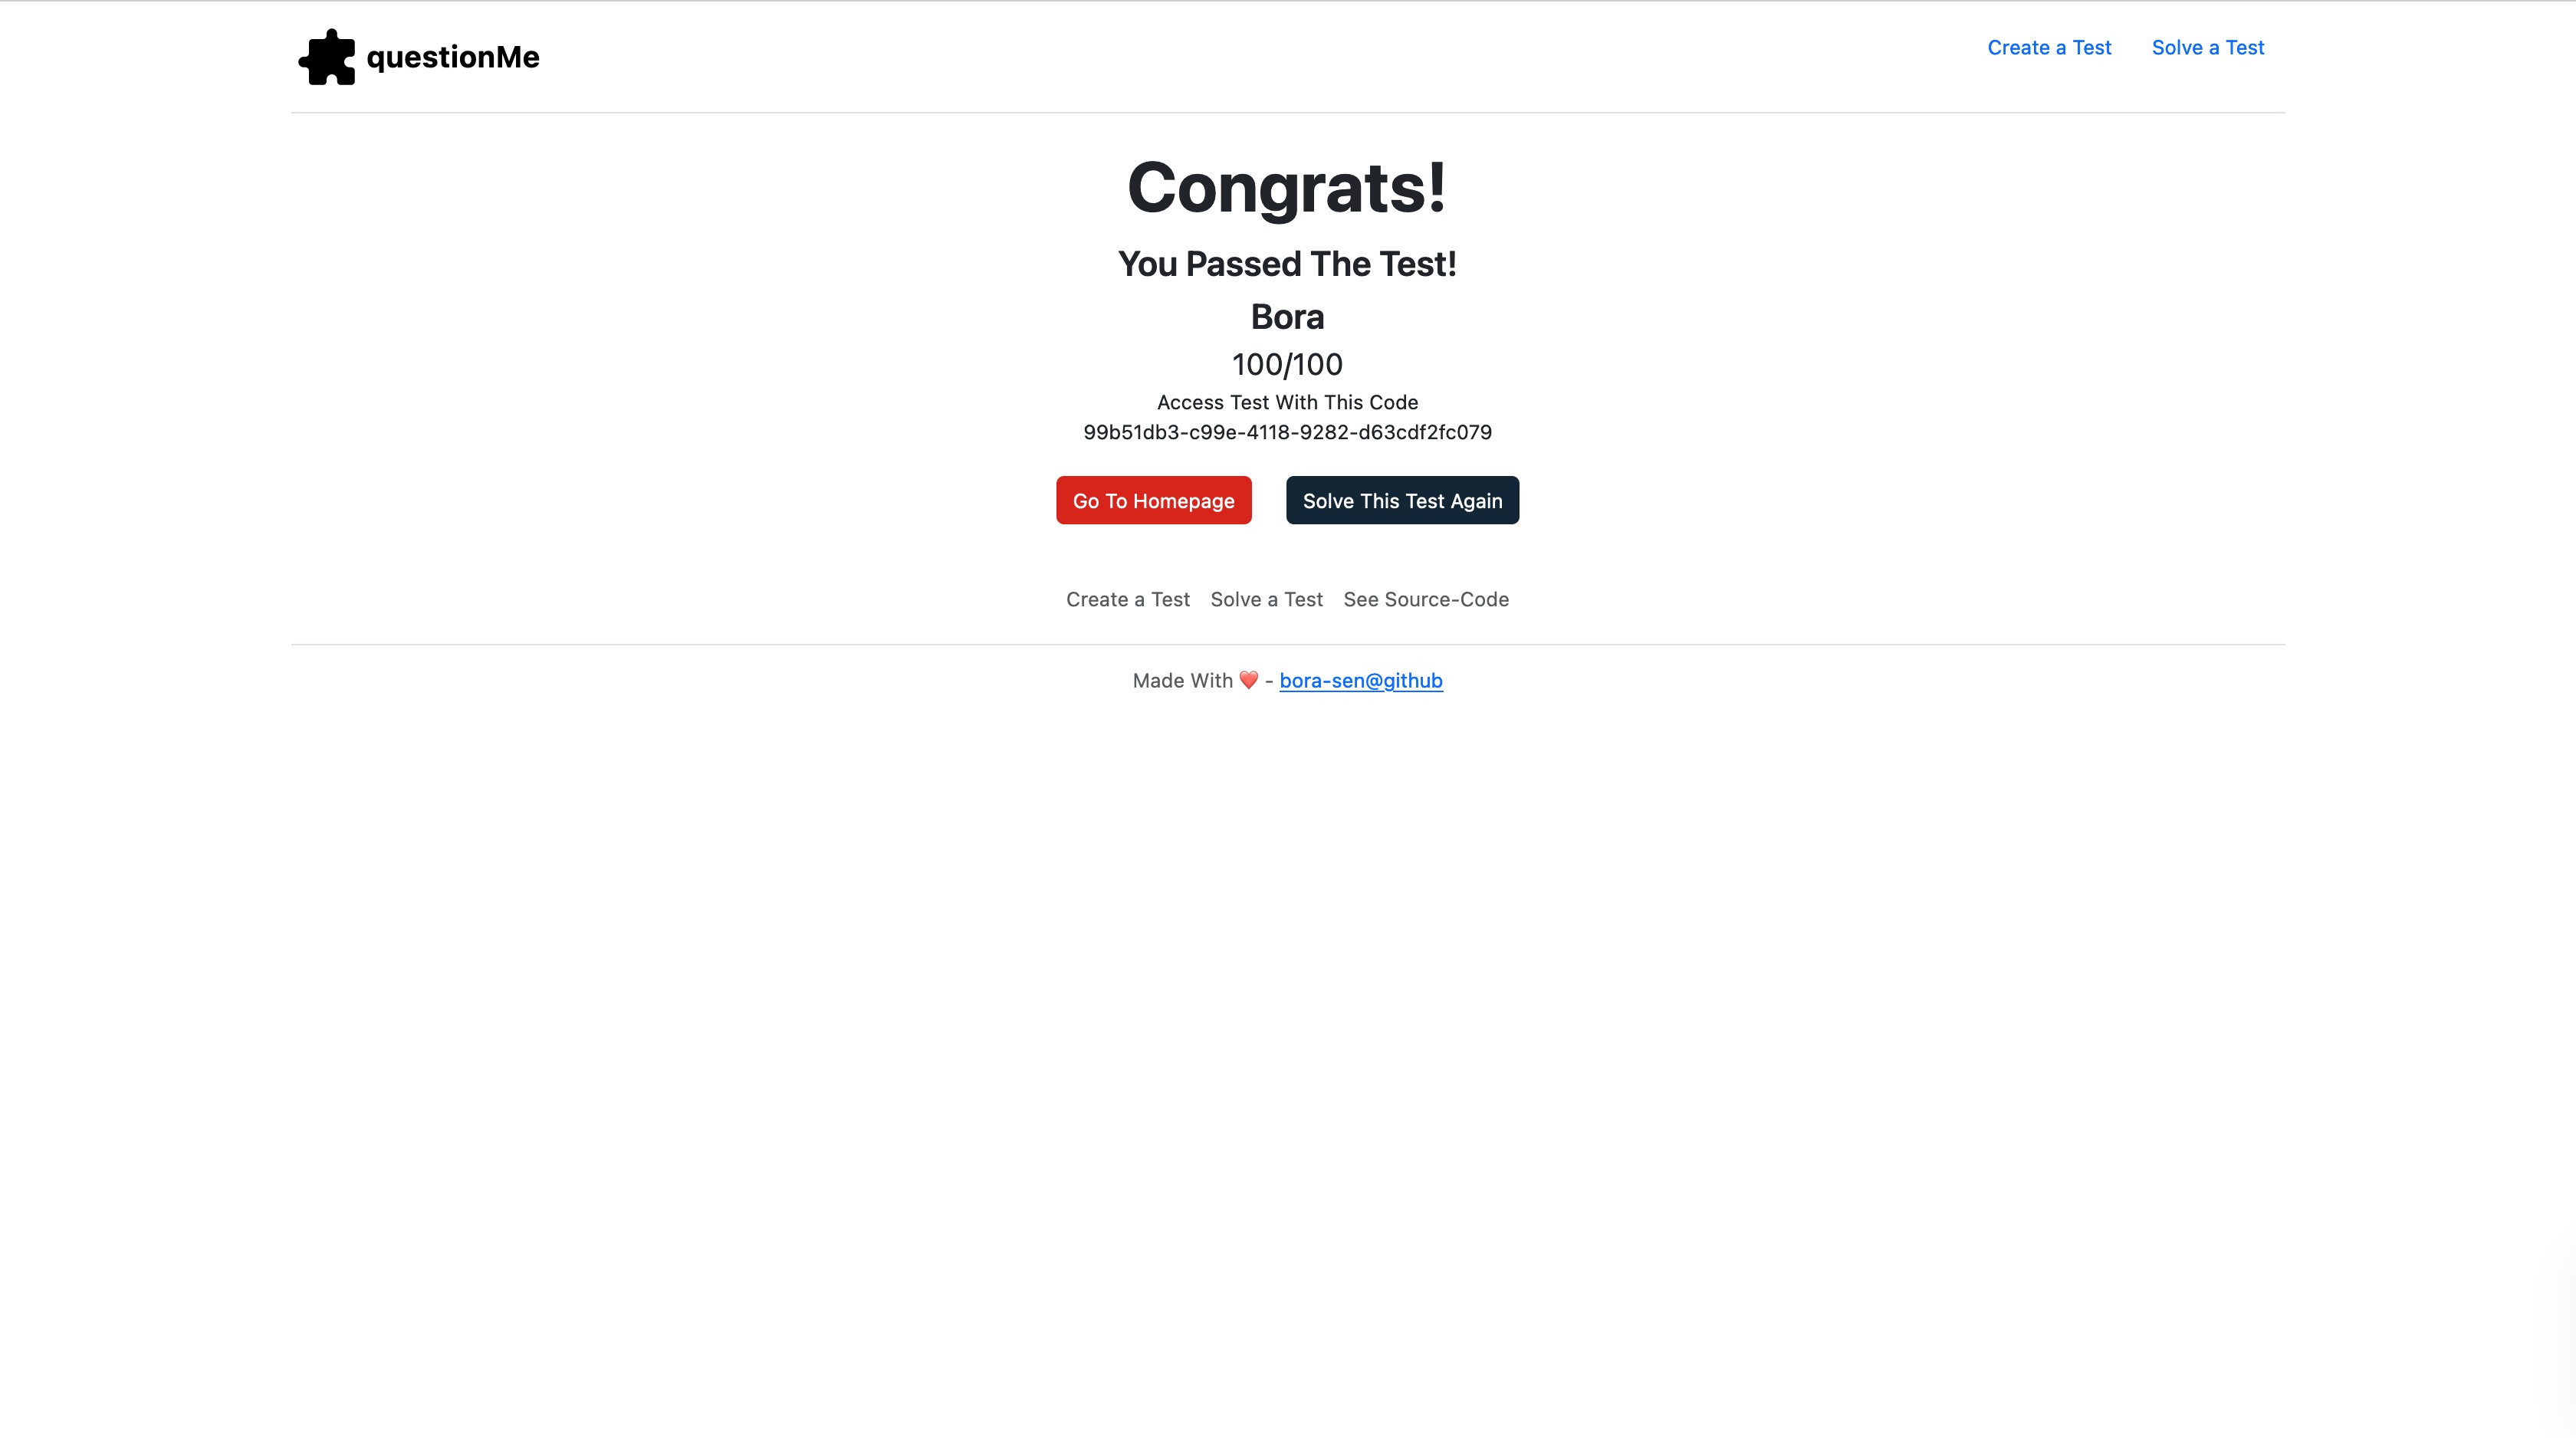 questionMe
Create a Test Solve a Test
Congrats!
You Passed The Test!
Bora
100/100
Access Test With This Code
99b51db3-c99e-4118-9282-d63cdf2fc079
Go To Homepage Solve This Test Again
Create a Test Solve a Test See Source-Code
Made With ❤️ - bora-sen@github